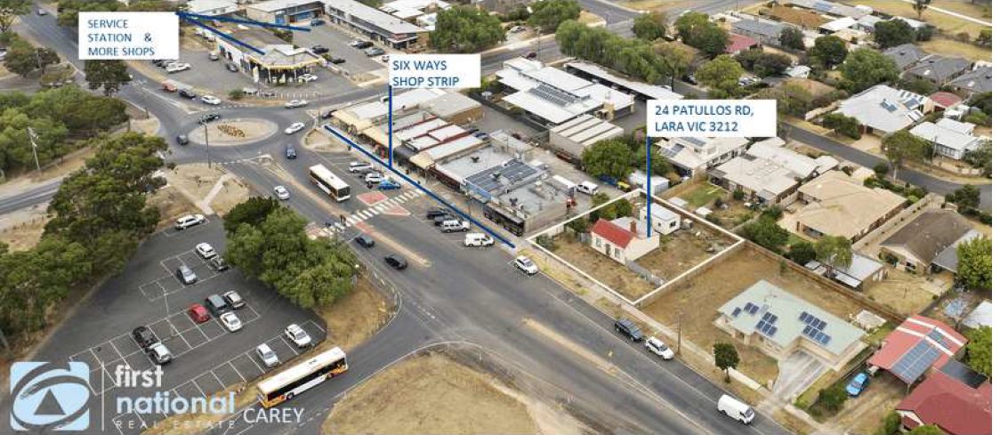 SERVICE
STATION &
MORE SHOPS
SIX WAYS
SHOP STRIP
24 PATULLOS RD,
LARA VIC 3212
first
national
REAL ESTATE
CAREY